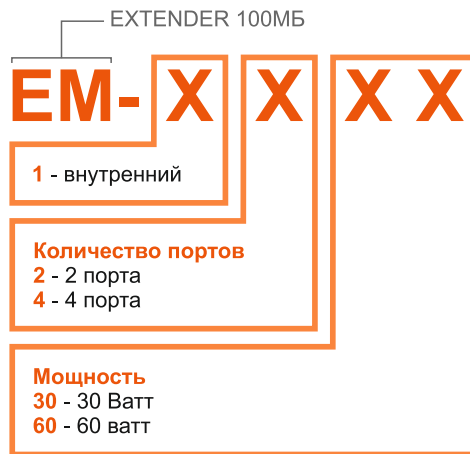 EXTENDER 100МБ
EM-X X X X
1 - внутренний
Количество портов
2 - 2 порта
4 - 4 порта
Мощность
30 - 30 Ватт
60 - 60 ватт